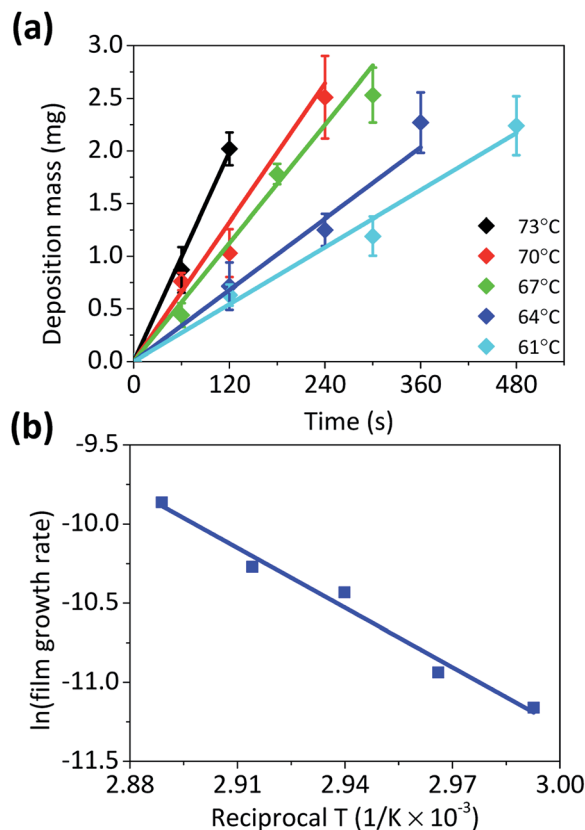 (a)
Deposition mass (mg)
3.0
2.5
2.0
1.5
1.0
0.5
0.0
73°C
70°C
67°C
64°C
61°C
0 120 240 360 480
Time (s)
(b)
ln(film growth rate)
-9.5
-10.0
-10.5
-11.0
-11.5
2.88 2.91 2.94 2.97 3.00
Reciprocal T (1/K × 10⁻³)